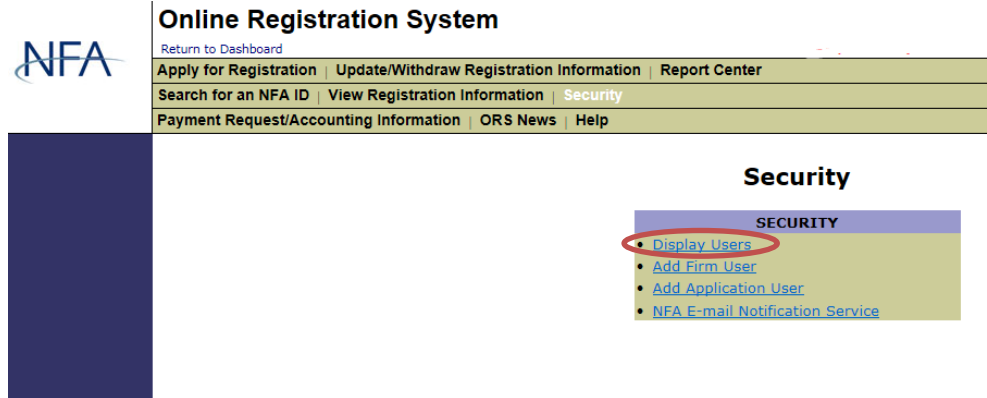 NFA
Online Registration System
Return to Dashboard
Apply for Registration | Update/Withdraw Registration Information | Report Center
Search for an NFA ID | View Registration Information | Security
Payment Request/Accounting Information | ORS News | Help
Security
SECURITY
• Display Users
• Add Firm User
• Add Application User
• NFA E-mail Notification Service